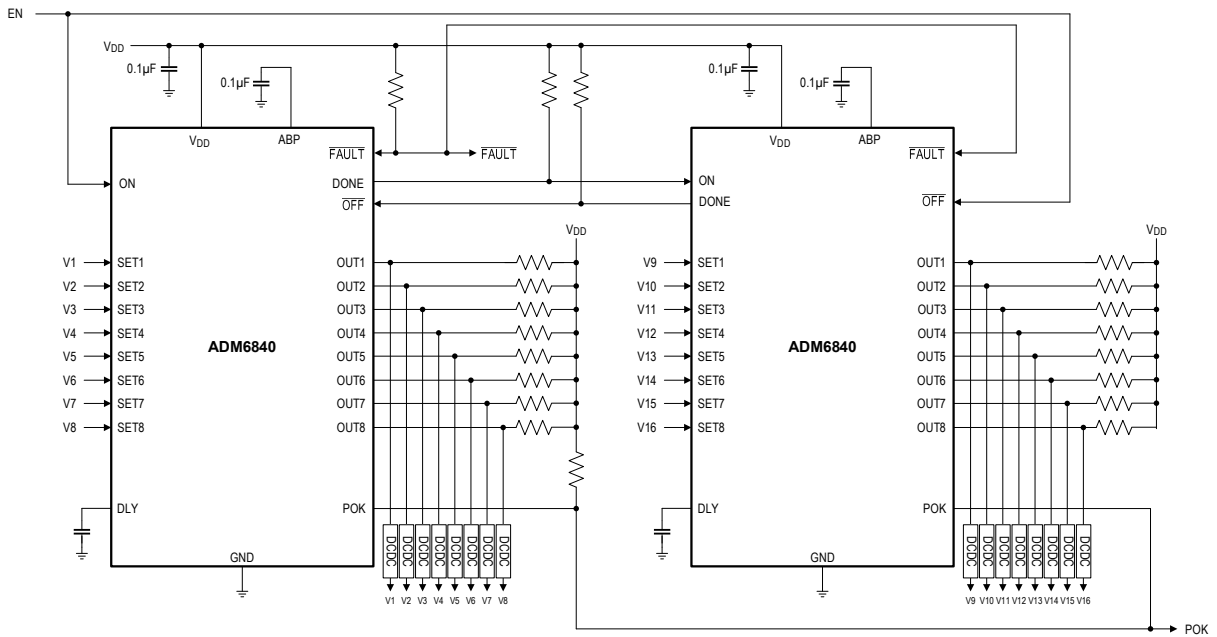 EN
VDD
0.1µF
0.1µF
0.1µF
0.1µF
VDD
ABP
FAULT
FAULT
ON
DONE
OFF
VDD
ABP
FAULT
ON
DONE
OFF
VDD
VDD
V1
SET1
OUT1
V2
SET2
OUT2
V3
SET3
OUT3
V4
SET4
OUT4
V5
SET5
OUT5
V6
SET6
OUT6
V7
SET7
OUT7
V8
SET8
OUT8
ADM6840
DLY
POK
GND
DCDC
DCDC
DCDC
DCDC
DCDC
DCDC
DCDC
DCDC
V1 V2 V3 V4 V5 V6 V7 V8
V9
SET1
OUT1
V10
SET2
OUT2
V11
SET3
OUT3
V12
SET4
OUT4
V13
SET5
OUT5
V14
SET6
OUT6
V15
SET7
OUT7
V16
SET8
OUT8
ADM6840
DLY
POK
GND
DCDC
DCDC
DCDC
DCDC
DCDC
DCDC
DCDC
DCDC
V9 V10 V11 V12 V13 V14 V15 V16
POK